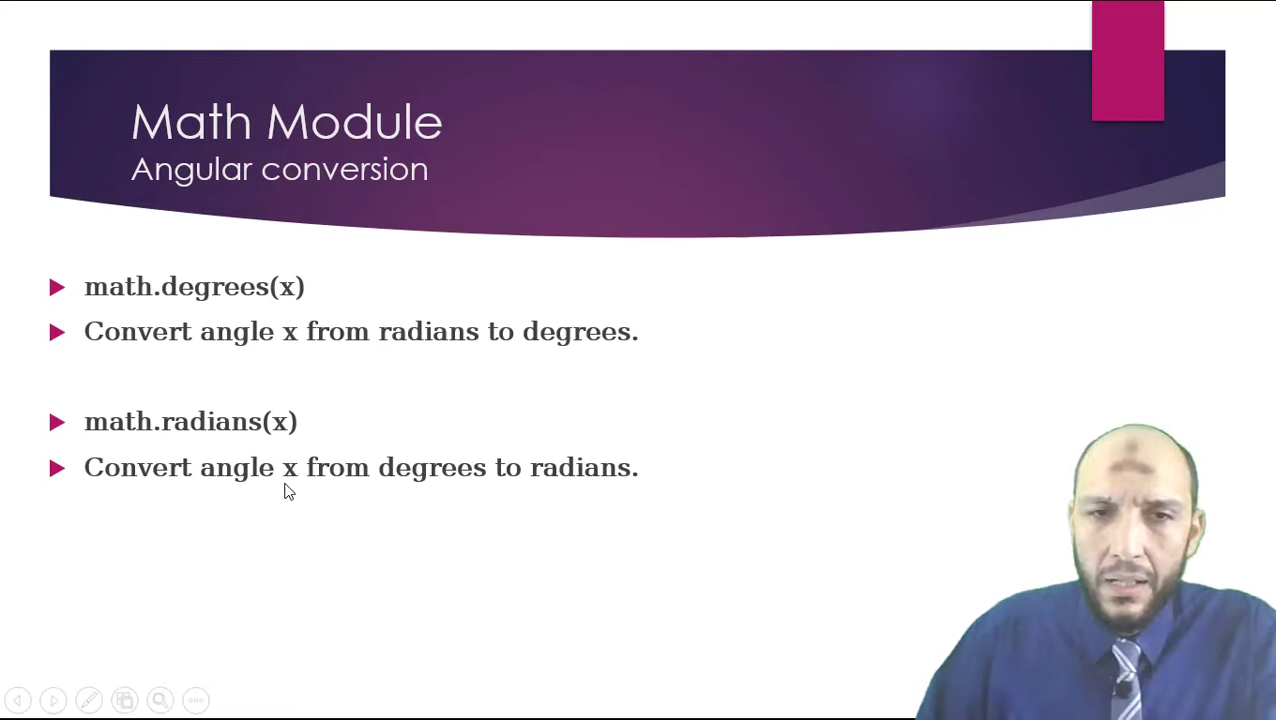 Math Module
Angular conversion
math.degrees(x)
Convert angle x from radians to degrees.
math.radians(x)
Convert angle x from degrees to radians.